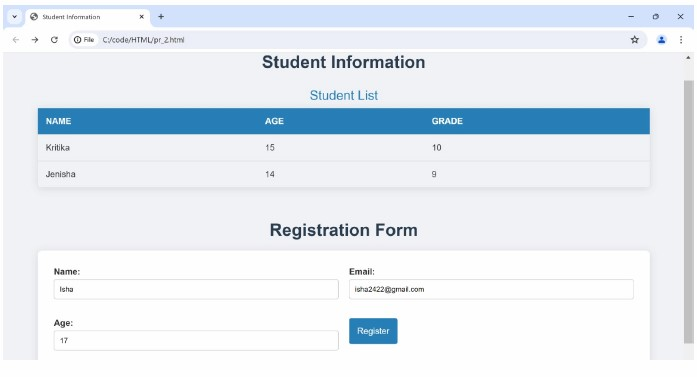 Student Information
File C:/code/HTML/pr_2.html
Student Information
Student List
NAME AGE GRADE
Kritika 15 10
Jenisha 14 9
Registration Form
Name: Email:
Isha isha2422@gmail.com
Age:
17 Register